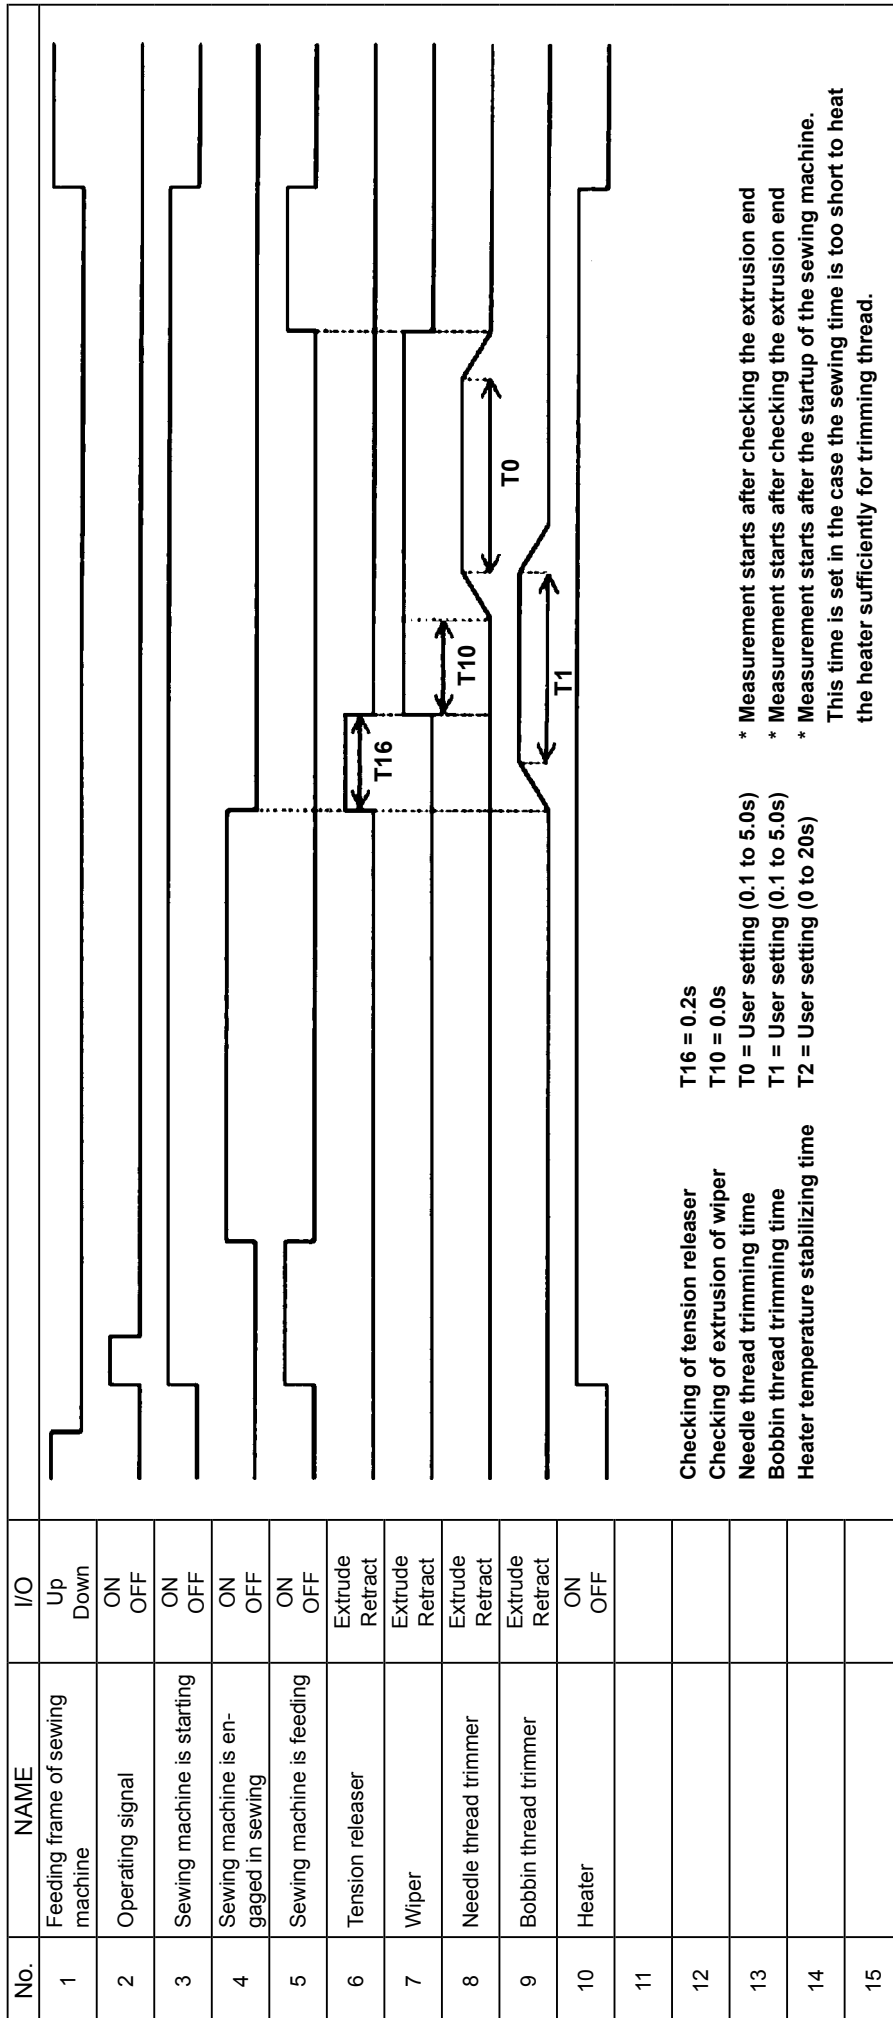 No. NAME I/O
1 Feeding frame of sewing machine Up Down
2 Operating signal ON OFF
3 Sewing machine is starting ON OFF
4 Sewing machine is en-
gaged in sewing ON OFF
5 Sewing machine is feeding ON OFF
6 Tension releaser Extrude Retract
7 Wiper Extrude Retract
8 Needle thread trimmer Extrude Retract
9 Bobbin thread trimmer Extrude Retract
10 Heater ON OFF
11
12
13
14
15
T16
T10
T0
T1
Checking of tension releaser T16 = 0.2s
Checking of extrusion of wiper T10 = 0.0s
Needle thread trimming time T0 = User setting (0.1 to 5.0s) * Measurement starts after checking the extrusion end
Bobbin thread trimming time T1 = User setting (0.1 to 5.0s) * Measurement starts after checking the extrusion end
Heater temperature stabilizing time T2 = User setting (0 to 20s) * Measurement starts after the startup of the sewing machine.
This time is set in the case the sewing time is too short to heat
the heater sufficiently for trimming thread.